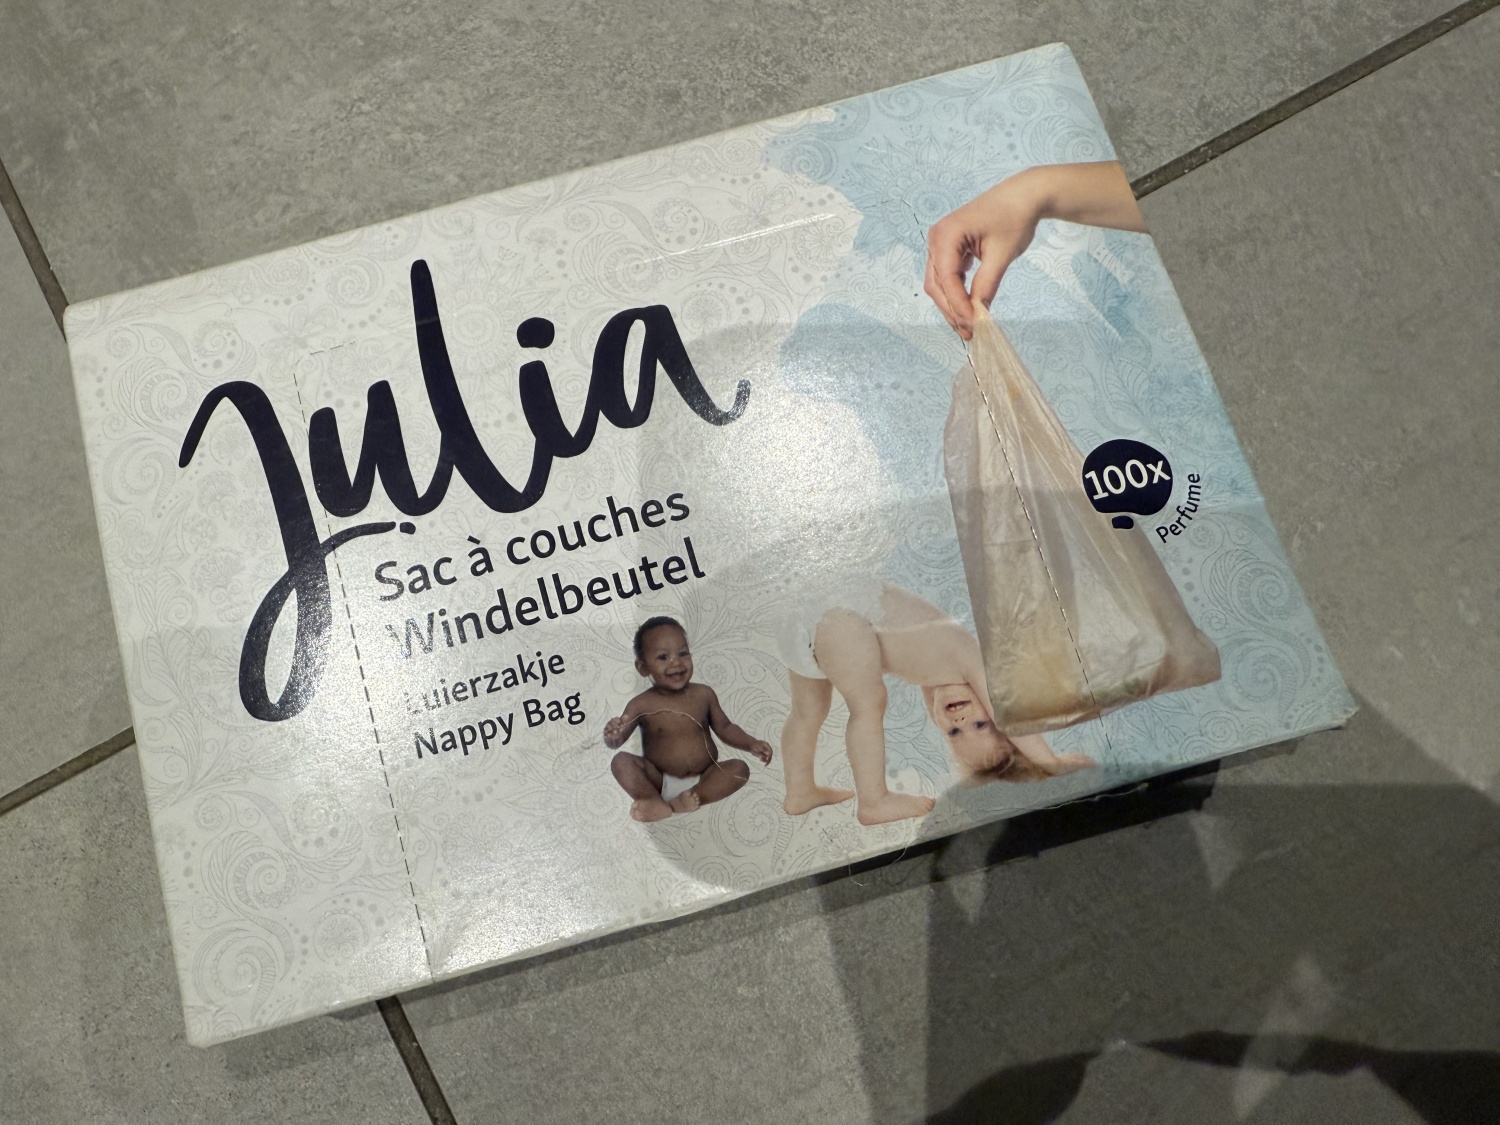 Julia
Sac à couches
Windelbeutel
Luierzakje
Nappy Bag
100x
Perfume